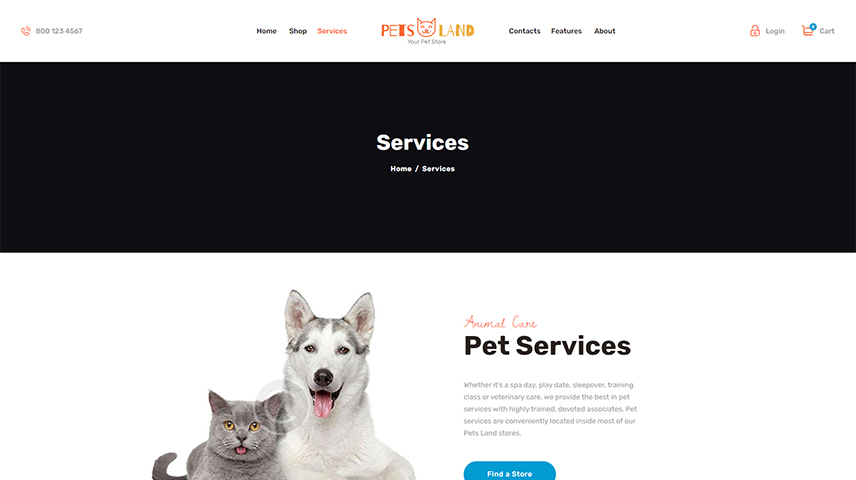 800 123 4567
Home Shop Services
PETS LAND
Your Pet Store
Contacts Features About
Login
0
Cart
Services
Home / Services
Animal Care
Pet Services
Whether it's a spa day, play date, sleepover, training
class or veterinary care, we provide the best in pet
services with highly trained, devoted associates. Pet
services are conveniently located inside most of our
Pets Land stores.
Find a Store